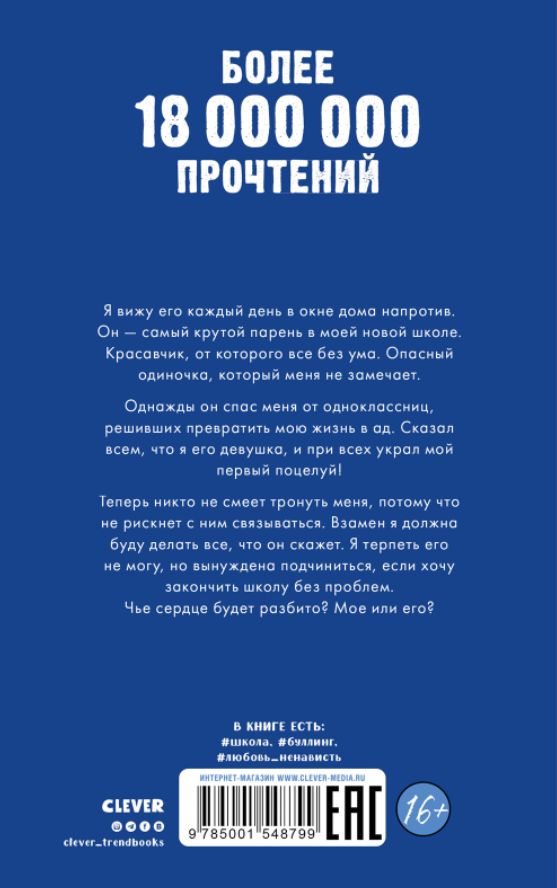 БОЛЕЕ
18 000 000
ПРОЧТЕНИЙ
Я вижу его каждый день в окне дома напротив.
Он — самый крутой парень в моей новой школе.
Красавчик, от которого все без ума. Опасный
одиночка, который меня не замечает.
Однажды он спас меня от одноклассниц,
решивших превратить мою жизнь в ад. Сказал
всем, что я его девушка, и при всех украл мой
первый поцелуй!
Теперь никто не смеет тронуть меня, потому что
не рискнет с ним связываться. Взамен я должна
буду делать все, что он скажет. Я терпеть его
не могу, но вынуждена подчиниться, если хочу
закончить школу без проблем.
Чье сердце будет разбито? Мое или его?
В КНИГЕ ЕСТЬ:
#школа, #буллинг,
#любовь_ненависть
ИНТЕРНЕТ-МАГАЗИН WWW.CLEVER-MEDIA.RU
CLEVER
clever_trendbooks
9 785001 548799
EAC
16+